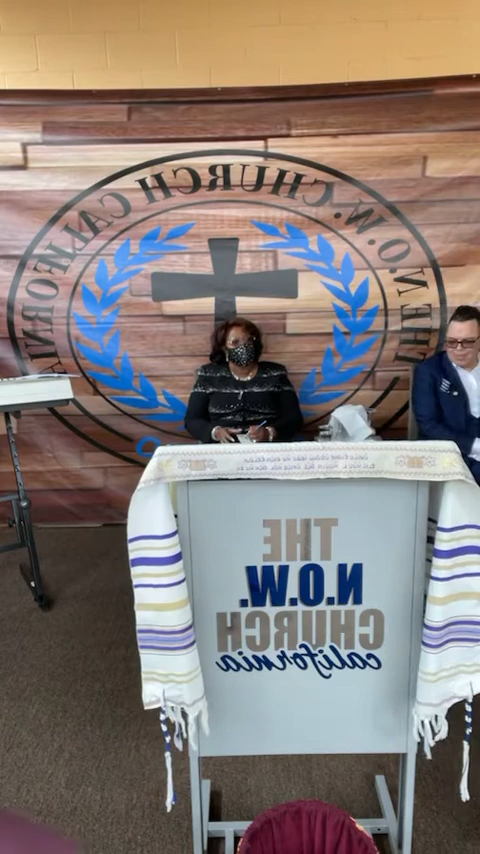 THE N.O.W. CHURCH CALIFORNIA
THE
N.O.W.
CHURCH
california